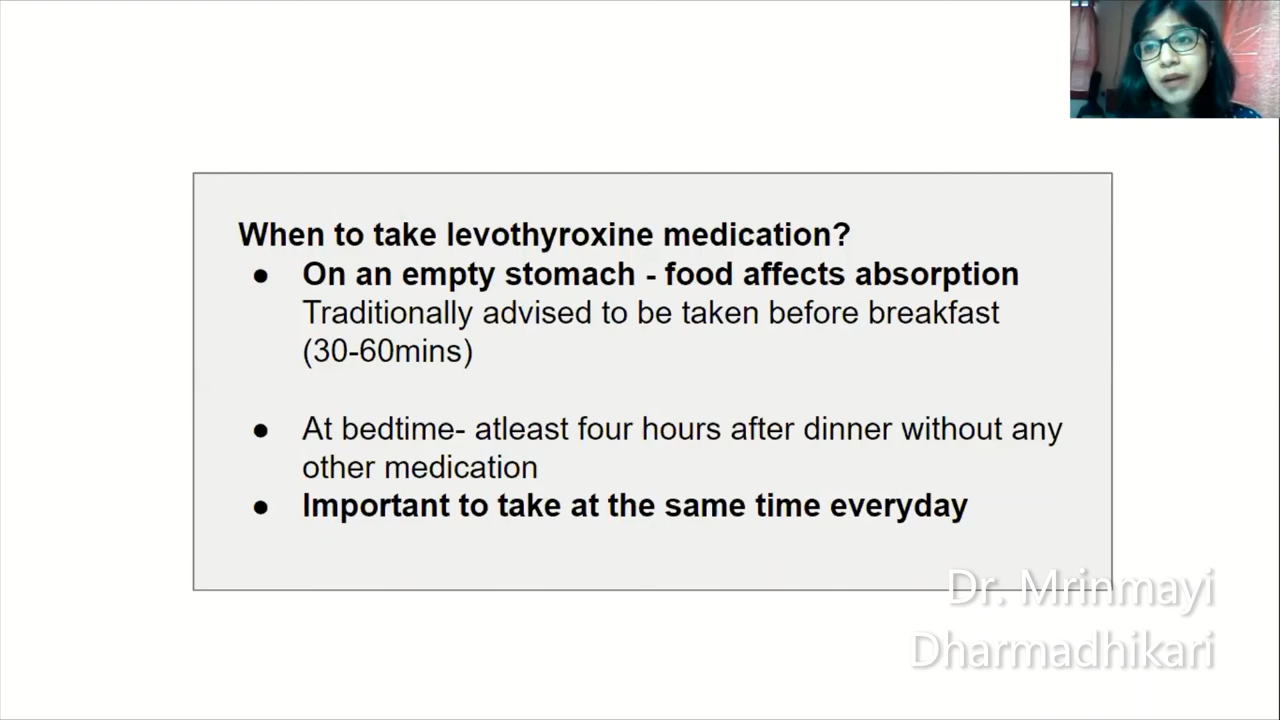 When to take levothyroxine medication?
● On an empty stomach - food affects absorption
Traditionally advised to be taken before breakfast
(30-60mins)
● At bedtime- atleast four hours after dinner without any
other medication
● Important to take at the same time everyday
Dr. Mrinmayi
Dharmadhikari